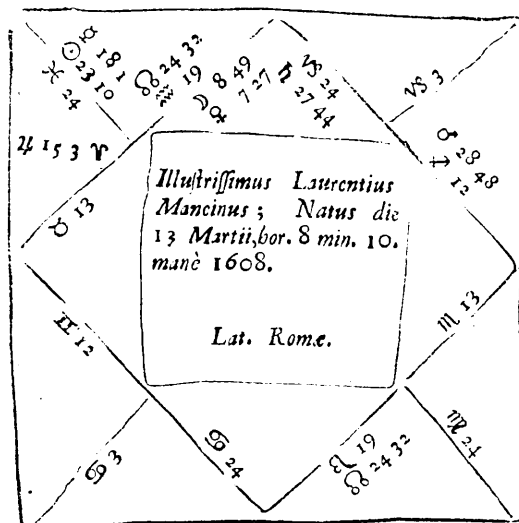 ☉ ☿ 18 1
♓ 23 10
24
☊ 24 32
♒ 19
☽ 8 49
♀ 7 27
♄ 27 44
♑ 24
♑ 3
♂ 28 48
♐ 12
♃ 15 3 ♈
♉ 13
Illustrissimus Laurentius
Mancinus; Natus die
13 Martii, hor. 8 min. 10.
manè 1608.
Lat. Romæ.
♏ 13
♊ 12
♋ 3
♋ 24
♌ 19
☊ 24 32
♍ 24